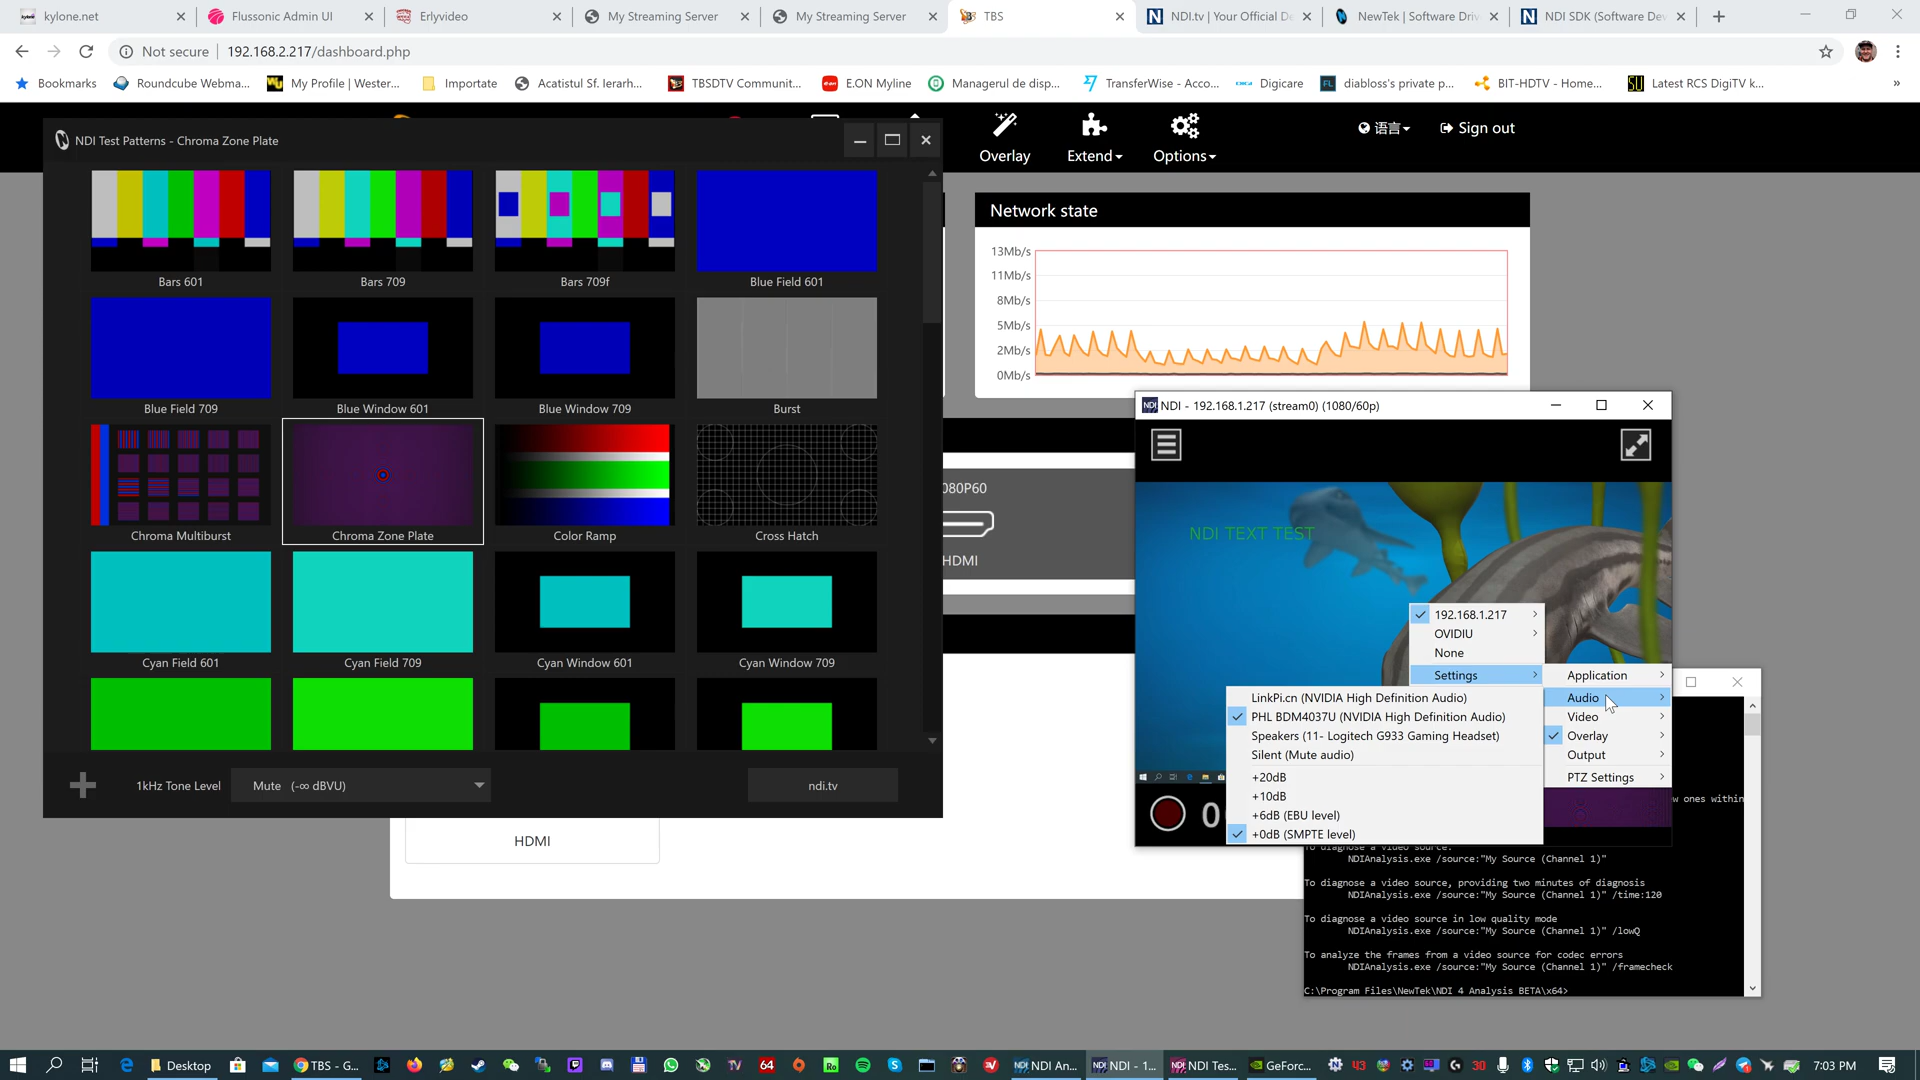 kylone.net
Flussonic Admin UI
Erlyvideo
My Streaming Server
My Streaming Server
TBS
NDI.tv | Your Official De
NewTek | Software Driv
NDI SDK (Software Dev
Not secure
192.168.2.217/dashboard.php
Bookmarks
Roundcube Webma...
My Profile | Wester...
Importate
Acatistul Sf. Ierarh...
TBSDTV Communit...
E.ON Myline
Managerul de disp...
TransferWise - Acco...
Digicare
diabloss's private p...
BIT-HDTV - Home...
Latest RCS DigiTV k...
»
Overlay
Extend
Options
语言
Sign out
NDI Test Patterns - Chroma Zone Plate
Bars 601
Bars 709
Bars 709f
Blue Field 601
Blue Field 709
Blue Window 601
Blue Window 709
Burst
Chroma Multiburst
Chroma Zone Plate
Color Ramp
Cross Hatch
Cyan Field 601
Cyan Field 709
Cyan Window 601
Cyan Window 709
1kHz Tone Level
Mute (-∞ dBVU)
ndi.tv
HDMI
Network state
13Mb/s
11Mb/s
8Mb/s
5Mb/s
2Mb/s
0Mb/s
080P60
HDMI
NDI - 192.168.1.217 (stream0) (1080/60p)
NDI TEXT TEST
192.168.1.217
OVIDIU
None
Settings
Application
Audio
Video
Overlay
Output
PTZ Settings
LinkPi.cn (NVIDIA High Definition Audio)
PHL BDM4037U (NVIDIA High Definition Audio)
Speakers (11- Logitech G933 Gaming Headset)
Silent (Mute audio)
+20dB
+10dB
+6dB (EBU level)
+0dB (SMPTE level)
w ones within
To diagnose a video source:
NDIAnalysis.exe /source:"My Source (Channel 1)"
To diagnose a video source, providing two minutes of diagnosis
NDIAnalysis.exe /source:"My Source (Channel 1)" /time:120
To diagnose a video source in low quality mode
NDIAnalysis.exe /source:"My Source (Channel 1)" /lowQ
To analyze the frames from a video source for codec errors
NDIAnalysis.exe /source:"My Source (Channel 1)" /framecheck
C:\Program Files\NewTek\NDI 4 Analysis BETA\x64>
Desktop
TBS - G...
NDI An...
NDI - 1...
NDI Tes...
GeForc...
7:03 PM